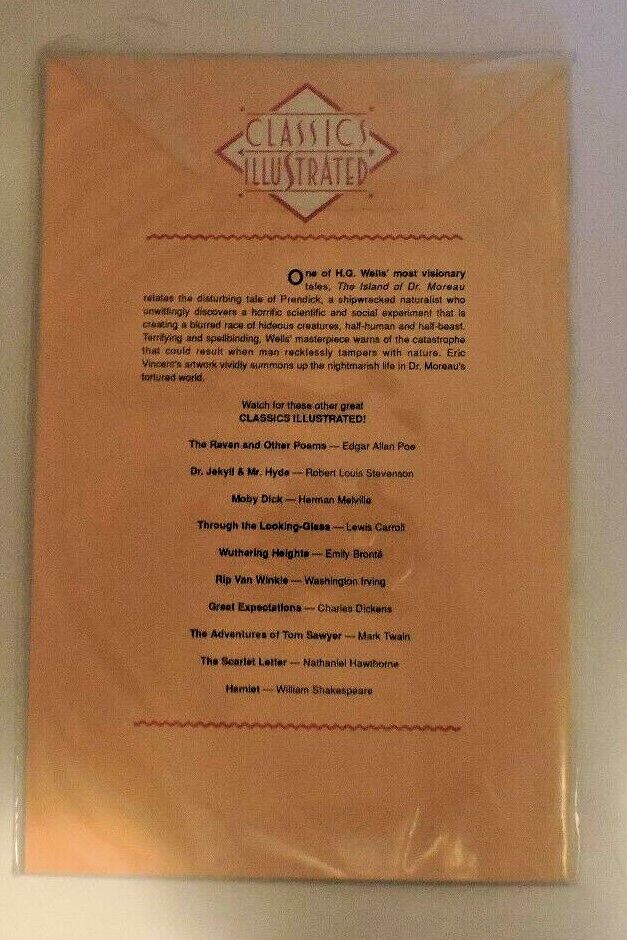 CLASSICS
ILLUSTRATED
One of H.G. Wells' most visionary
tales, The Island of Dr. Moreau
relates the disturbing tale of Prendick, a shipwrecked naturalist who
unwittingly discovers a horrific scientific and social experiment that is
creating a blurred race of hideous creatures, half-human and half-beast.
Terrifying and spellbinding, Wells' masterpiece warns of the catastrophe
that could result when man recklessly tampers with nature. Eric
Vincent's artwork vividly summons up the nightmarish life in Dr. Moreau's
tortured world.
Watch for these other great
CLASSICS ILLUSTRATED!
The Raven and Other Poems — Edgar Allan Poe
Dr. Jekyll & Mr. Hyde — Robert Louis Stevenson
Moby Dick — Herman Melville
Through the Looking-Glass — Lewis Carroll
Wuthering Heights — Emily Brontë
Rip Van Winkle — Washington Irving
Great Expectations — Charles Dickens
The Adventures of Tom Sawyer — Mark Twain
The Scarlet Letter — Nathaniel Hawthorne
Hamlet — William Shakespeare